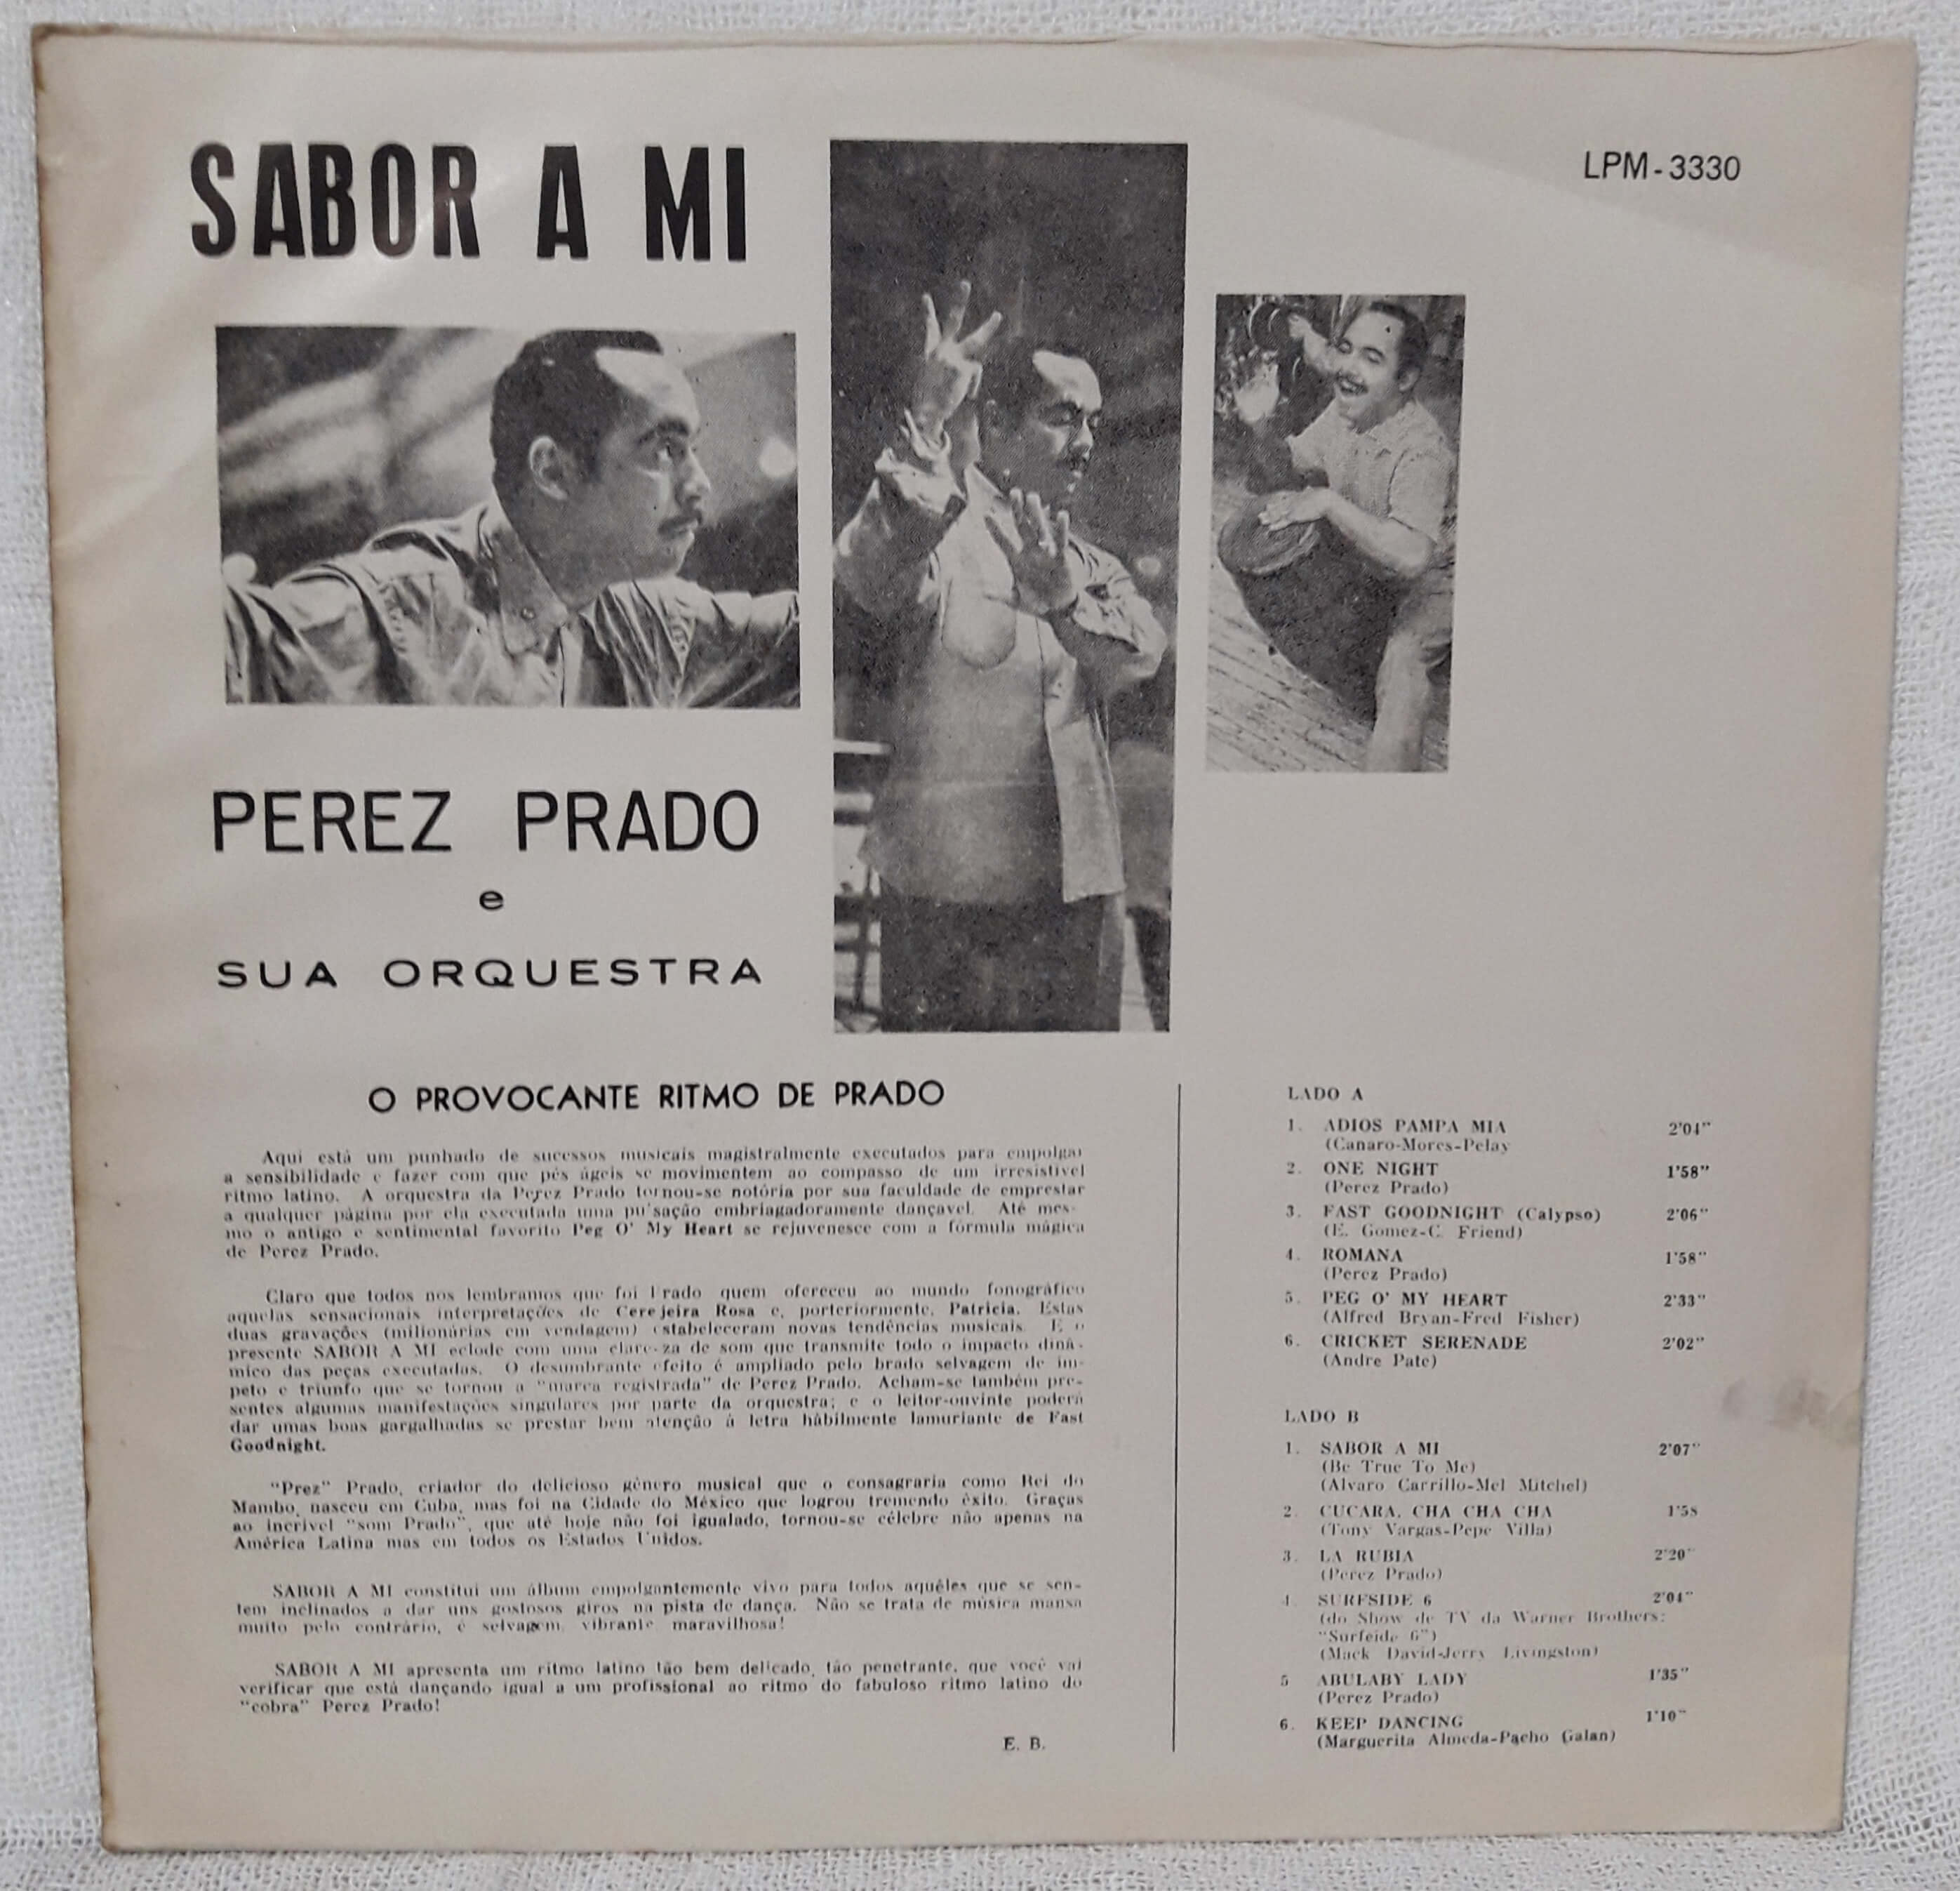 SABOR A MI
LPM-3330
PEREZ PRADO
e
SUA ORQUESTRA
O PROVOCANTE RITMO DE PRADO
Aqui está um punhado de sucessos musicais magistralmente executados para empolgar
a sensibilidade e fazer com que pés ágeis se movimentem ao compasso de um irresistível
ritmo latino. A orquestra da Perez Prado tornou-se notória por sua faculdade de emprestar
a qualquer página por ela executada uma pu'sação embriagadoramente dançavel. Até mes-
mo o antigo e sentimental favorito Peg O' My Heart se rejuvenesce com a fórmula mágica
de Perez Prado.
Claro que todos nos lembramos que foi Prado quem ofereceu ao mundo fonográfico
aquelas sensacionais interpretações de Cerejeira Rosa e, porteriormente, Patricia. Estas
duas gravações (milionárias em vendagem) estabeleceram novas tendências musicais. E o
presente SABOR A MI eclode com uma clare-za de som que transmite todo o impacto dinâ-
mico das peças executadas. O desumbrante efeito é ampliado pelo brado selvagem de im-
peto e triunfo que se tornou a "marca registrada" de Perez Prado. Acham-se também pre-
sentes algumas manifestações singulares por parte da orquestra; e o leitor-ouvinte poderá
dar umas boas gargalhadas se prestar bem atenção á letra hàbilmente lamuriante de Fast
Goodnight.
"Prez" Prado, criador do delicioso gênero musical que o consagraria como Rei do
Mambo, nasceu em Cuba, mas foi na Cidade do México que logrou tremendo êxito. Graças
ao incrível "som Prado", que até hoje não foi igualado, tornou-se célebre não apenas na
América Latina mas em todos os Estados Unidos.
SABOR A MI constitui um álbum empolgantemente vivo para todos aquêles que se sen-
tem inclinados a dar uns gostosos giros na pista de dança. Não se trata de música mansa
muito pelo contrário, é selvagem, vibrante maravilhosa!
SABOR A MI apresenta um ritmo latino tão bem delicado, tão penetrante, que você vai
verificar que está dançando igual a um profissional ao ritmo do fabuloso ritmo latino do
"cobra" Perez Prado!
E. B.
LADO A
1. ADIOS PAMPA MIA 2'04"
(Canaro-Mores-Pelay
2. ONE NIGHT 1'58"
(Perez Prado)
3. FAST GOODNIGHT (Calypso) 2'06"
(E. Gomez-C. Friend)
4. ROMANA 1'58"
(Perez Prado)
5. PEG O' MY HEART 2'33"
(Alfred Bryan-Fred Fisher)
6. CRICKET SERENADE 2'02"
(Andre Pate)
LADO B
1. SABOR A MI 2'07"
(Be True To Me)
(Alvaro Carrillo-Mel Mitchel)
2. CUCARA, CHA CHA CHA 1'58
(Tony Vargas-Pepe Villa)
3. LA RUBIA 2'20"
(Perez Prado)
4 SURFSIDE 6 2'04"
(do Show de TV da Warner Brothers:
"Surfeide 6")
(Mack David-Jerry Livingston)
5 ABULABY LADY 1'35"
(Perez Prado)
6. KEEP DANCING 1'10"
(Marguerita Almeda-Pacho Galan)